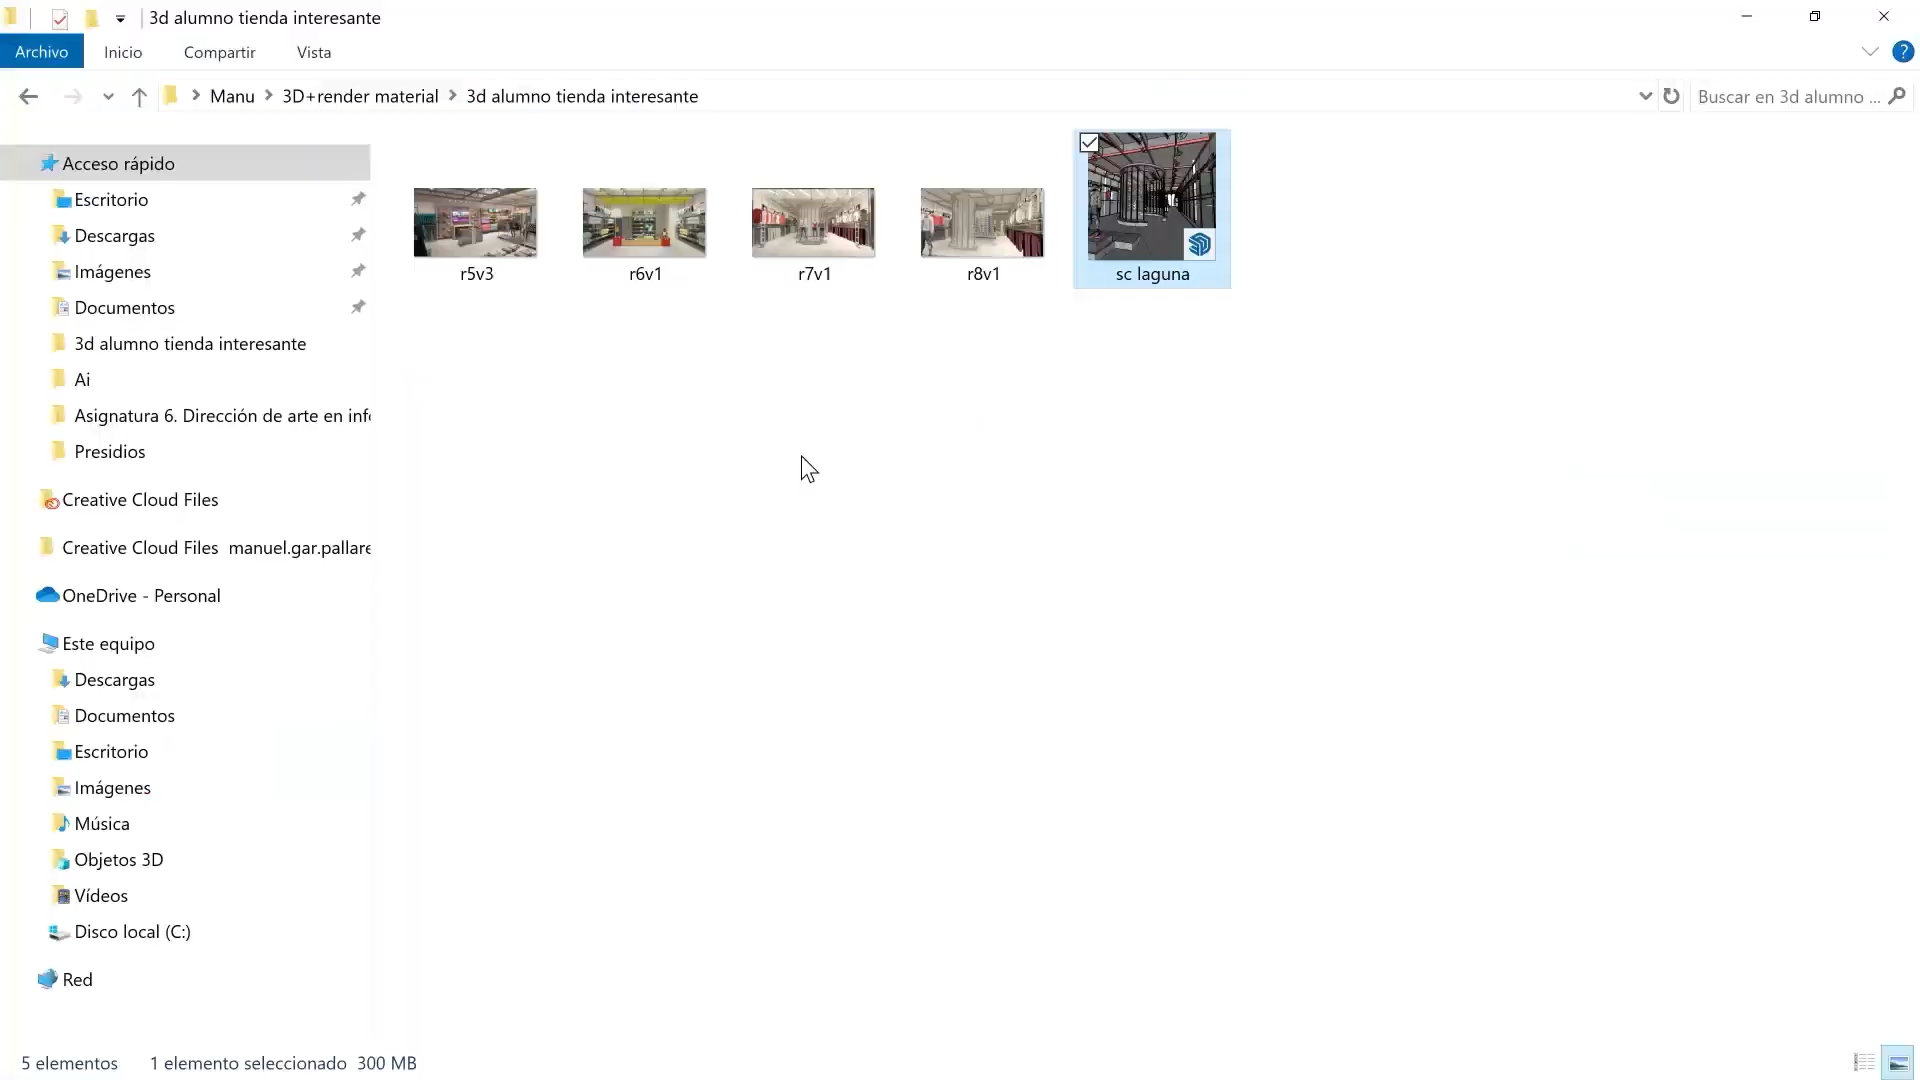 3d alumno tienda interesante
Archivo Inicio Compartir Vista
?
Manu 3D+render material 3d alumno tienda interesante
Buscar en 3d alumno ...
Acceso rápido
Escritorio
Descargas
Imágenes
Documentos
3d alumno tienda interesante
Ai
Asignatura 6. Dirección de arte en inf
Presidios
Creative Cloud Files
Creative Cloud Files manuel.gar.pallare
OneDrive - Personal
Este equipo
Descargas
Documentos
Escritorio
Imágenes
Música
Objetos 3D
Vídeos
Disco local (C:)
Red
r5v3
r6v1
r7v1
r8v1
sc laguna
5 elementos 1 elemento seleccionado 300 MB